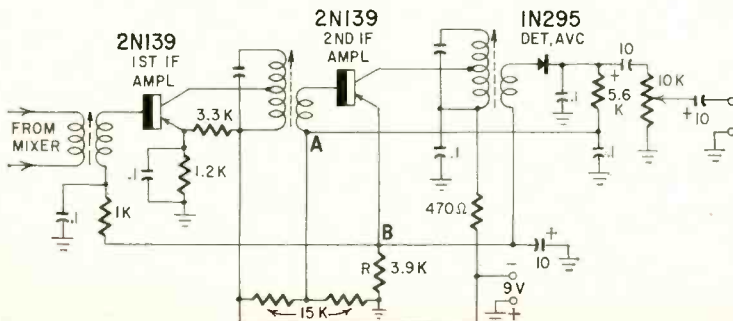 2N139
1ST IF
AMPL
2N139
2ND IF
AMPL
1N295
DET, AVC
10
+
5.6
K
10K
+
10
.1
.1
3.3K
A
FROM
MIXER
.1
1.2K
.1
1K
.1
470Ω
B
+
10
R
3.9K
−
9V
+
15K